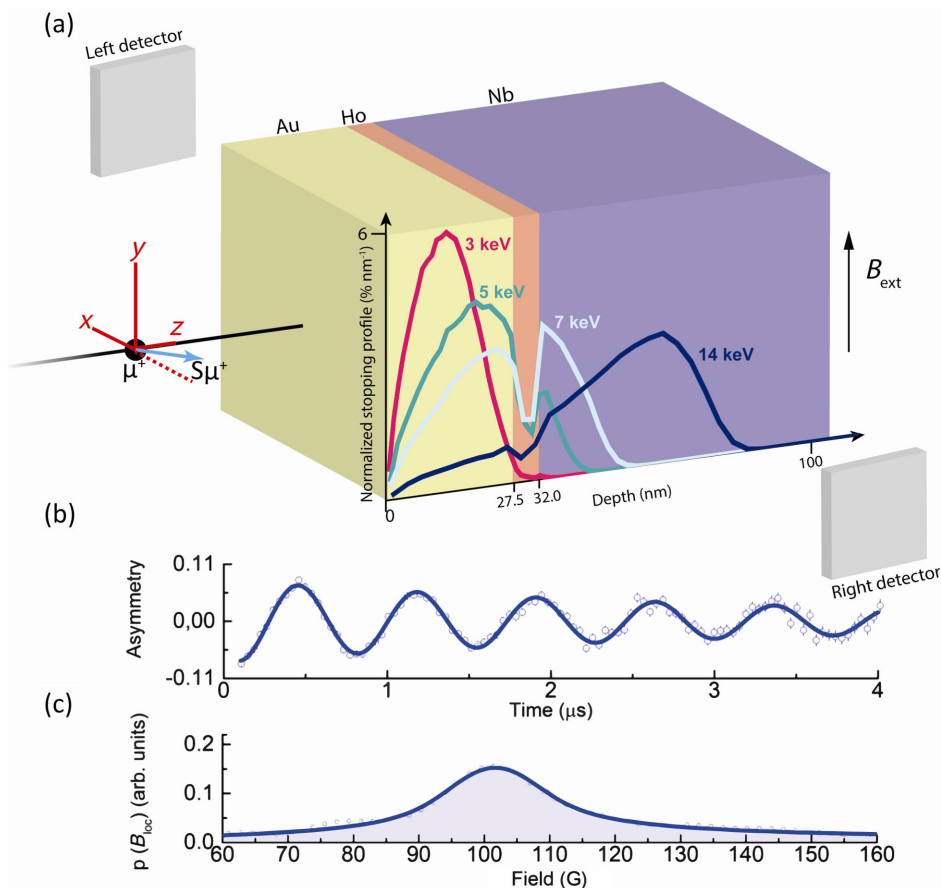 (a)
Left detector
Au
Ho
Nb
6
3 keV
5 keV
7 keV
14 keV
Normalized stopping profile (% nm⁻¹)
y
x
z
μ⁺
Sμ⁺
B_ext
0
27.5
32.0
Depth (nm)
100
Right detector
(b)
0.11
0,00
-0.11
Asymmetry
0 1 2 3 4
Time (μs)
(c)
0.2
0.1
0.0
p (B_loc) (arb. units)
60 70 80 90 100 110 120 130 140 150 160
Field (G)